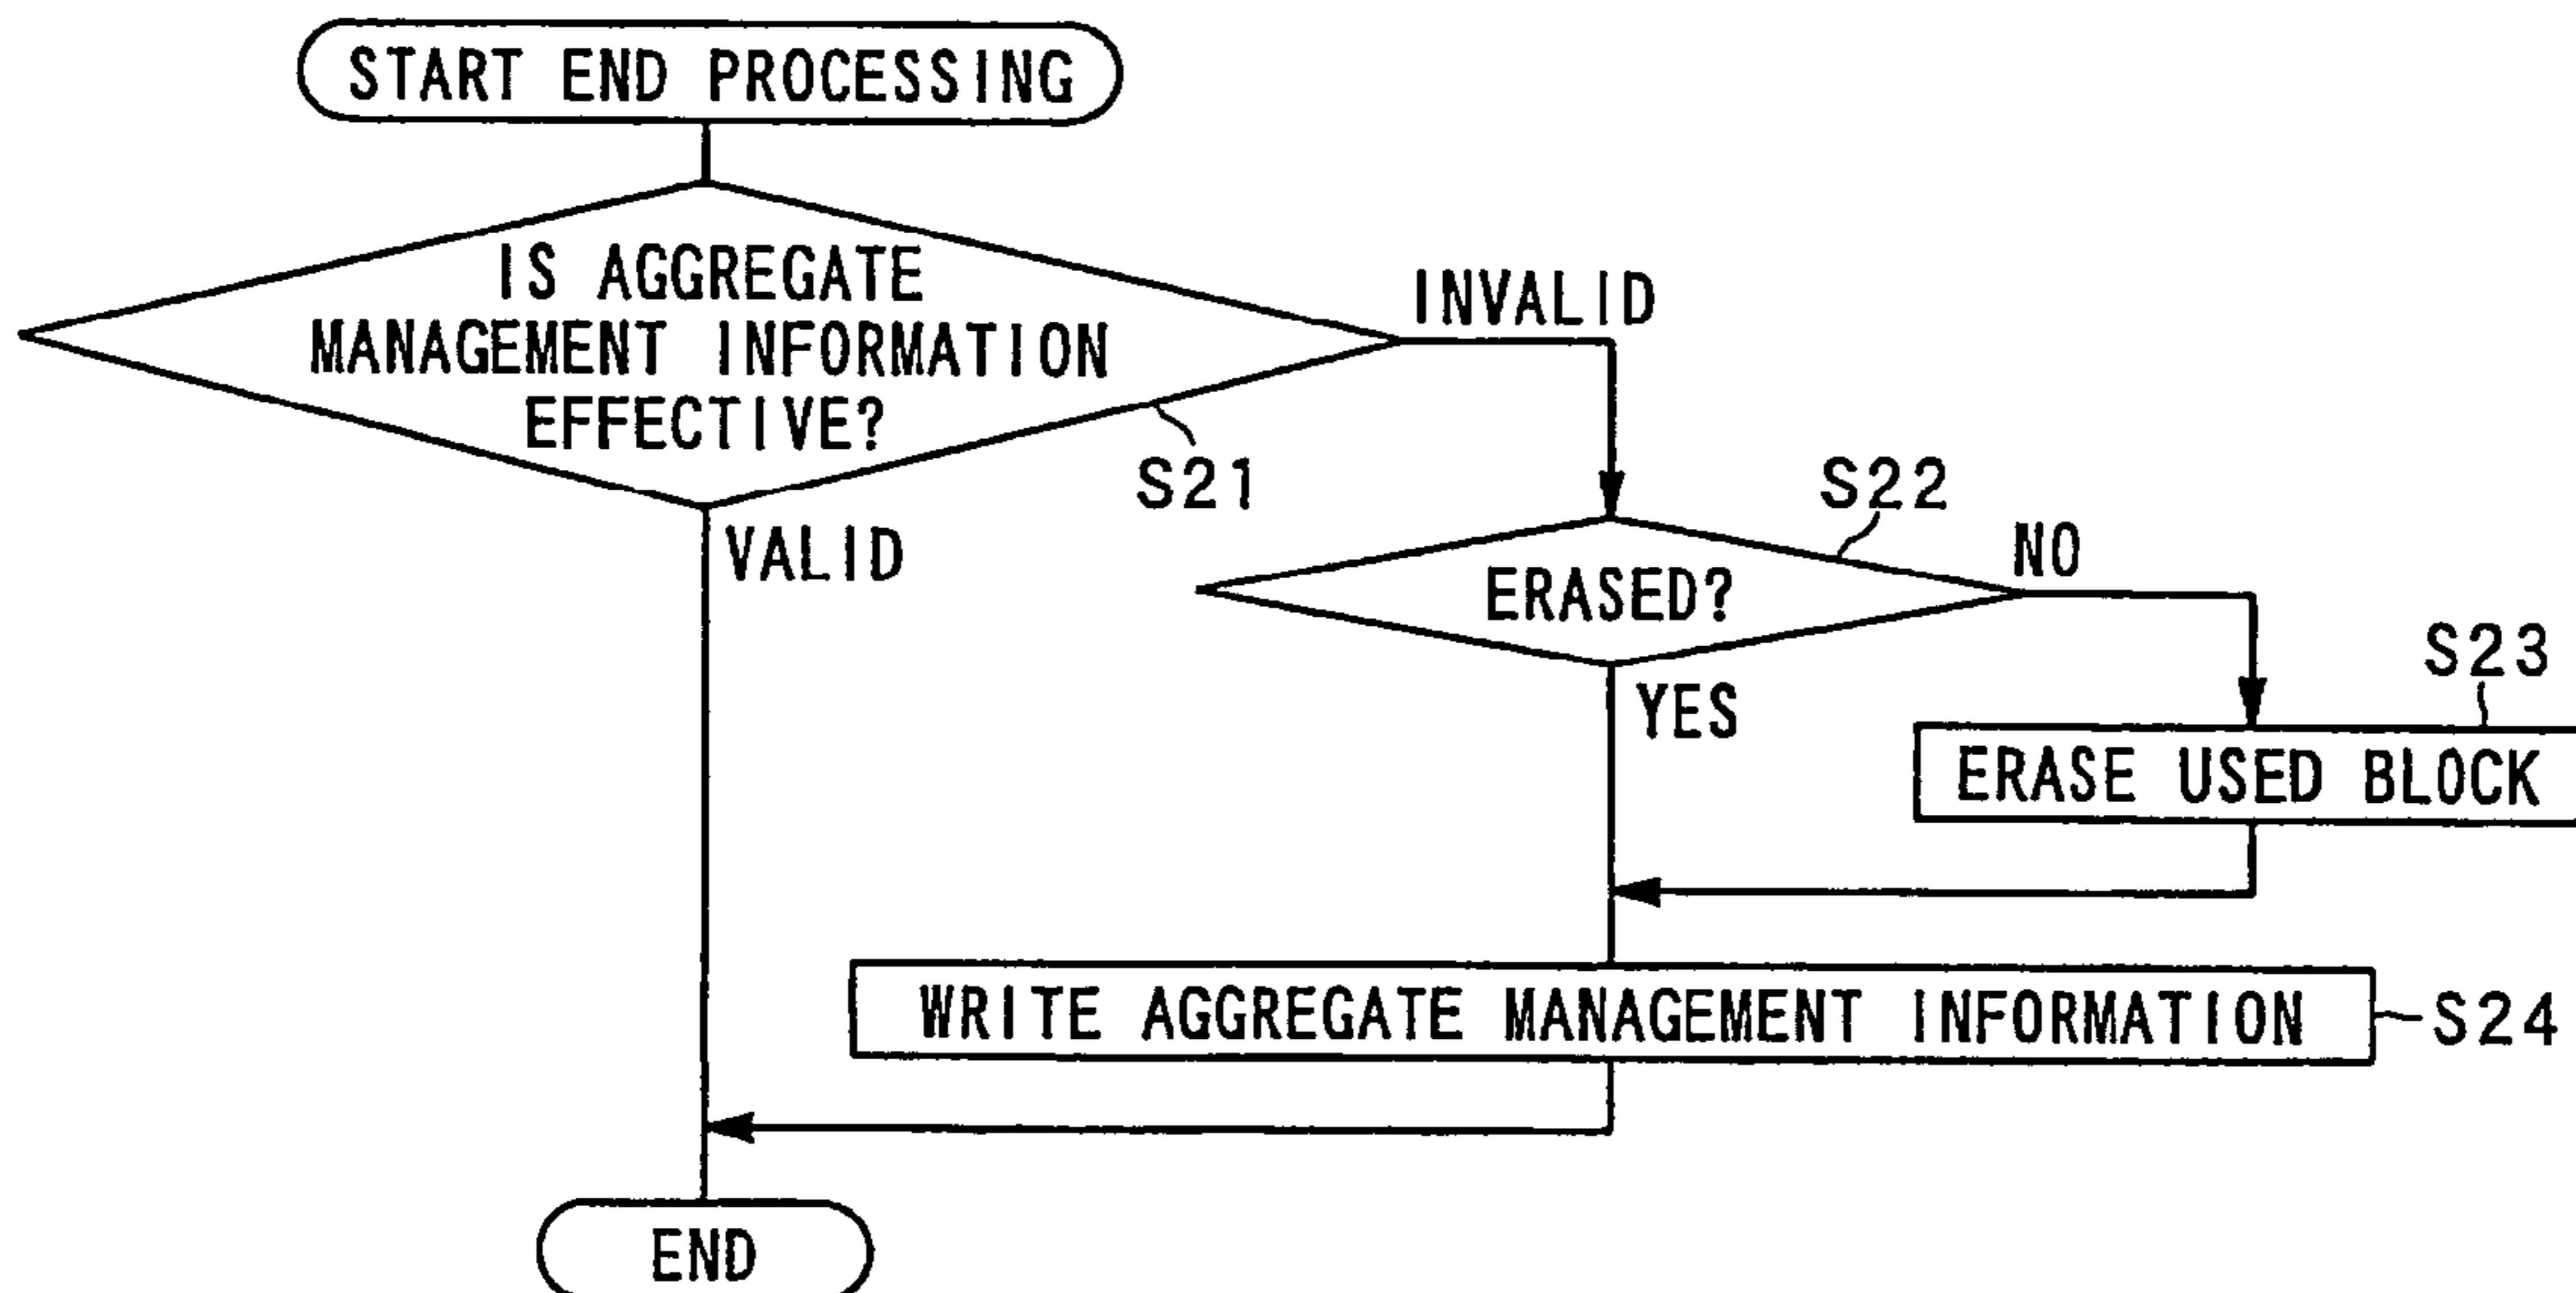 START END PROCESSING
IS AGGREGATE
MANAGEMENT INFORMATION
EFFECTIVE?
INVALID
S21
VALID
S22
ERASED?
NO
YES
S23
ERASE USED BLOCK
WRITE AGGREGATE MANAGEMENT INFORMATION
S24
END